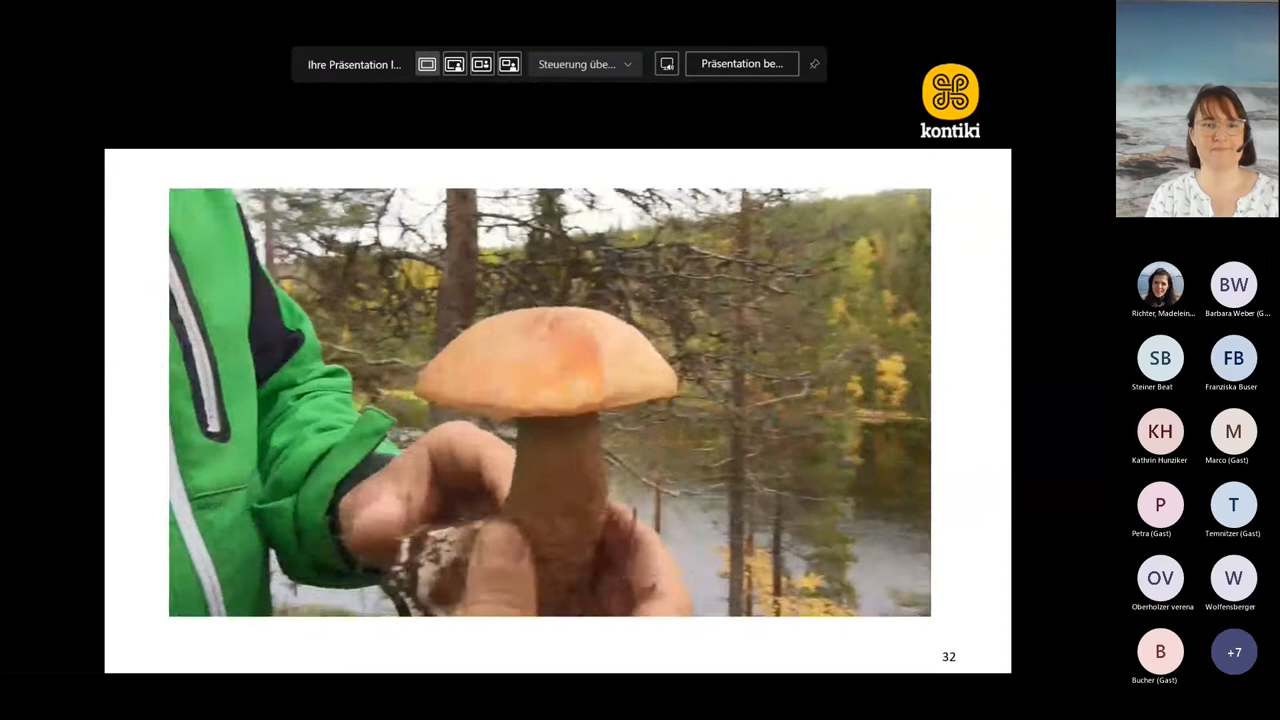 Ihre Präsentation l...
Steuerung übe...
Präsentation be...
kontiki
32
Richter, Madelein...
BW
Barbara Weber (G...
SB
Steiner Beat
FB
Franziska Buser
KH
Kathrin Hunziker
M
Marco (Gast)
P
Petra (Gast)
T
Temnitzer (Gast)
OV
Oberholzer verena
W
Wolfensberger
B
Bucher (Gast)
+7